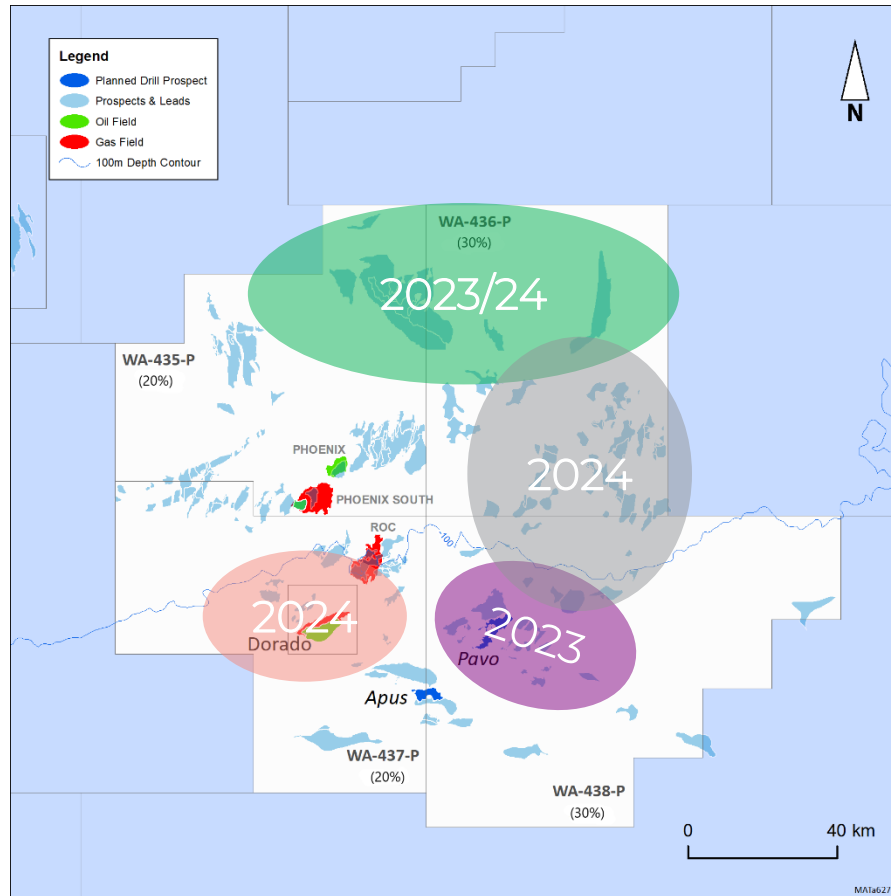 Legend
Planned Drill Prospect
Prospects & Leads
Oil Field
Gas Field
100m Depth Contour
N
WA-436-P
(30%)
2023/24
WA-435-P
(20%)
PHOENIX
2024
PHOENIX SOUTH
ROC
-100
2024
2023
Dorado
Pavo
Apus
WA-437-P
(20%)
WA-438-P
(30%)
0 40 km
MATa627